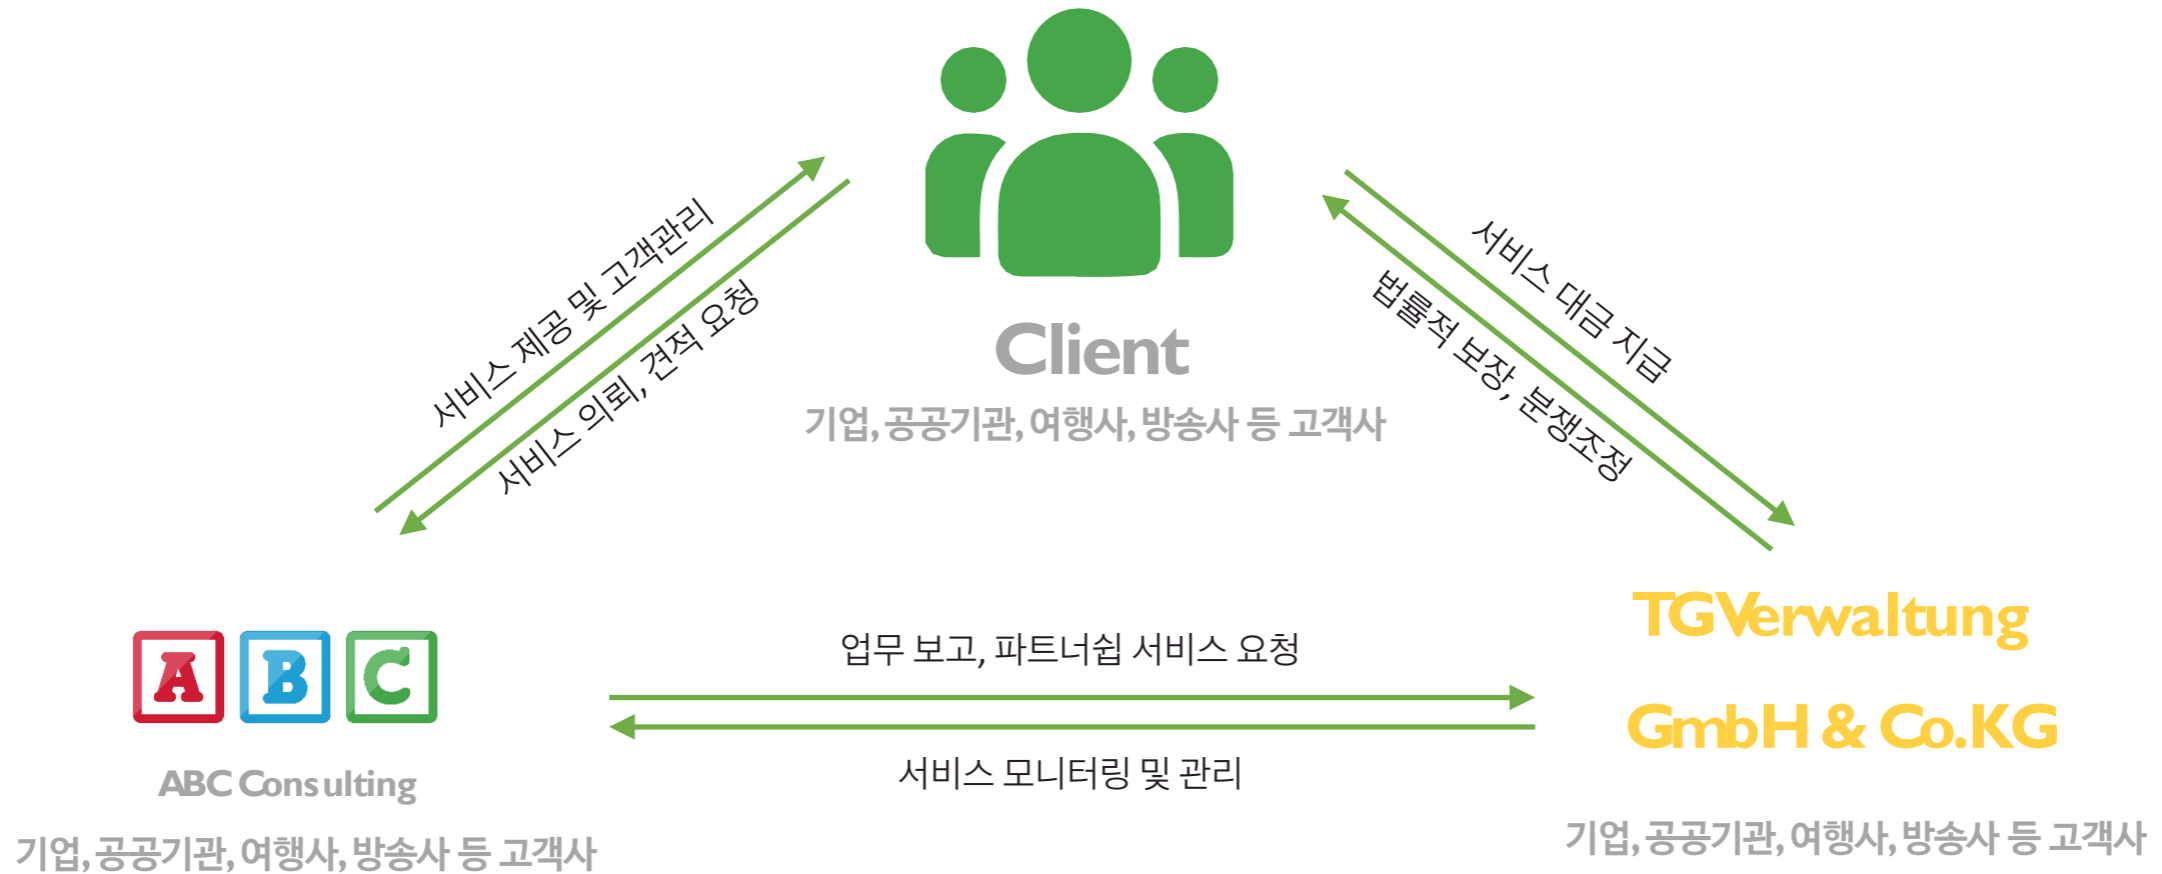 Client
기업, 공공기관, 여행사, 방송사 등 고객사
서비스 제공 및 고객관리
서비스 의뢰, 견적 요청
서비스 대금 지급
법률적 보장, 분쟁조정
A B C
ABC Consulting
기업, 공공기관, 여행사, 방송사 등 고객사
업무 보고, 파트너쉽 서비스 요청
서비스 모니터링 및 관리
TG Verwaltung
GmbH & Co.KG
기업, 공공기관, 여행사, 방송사 등 고객사